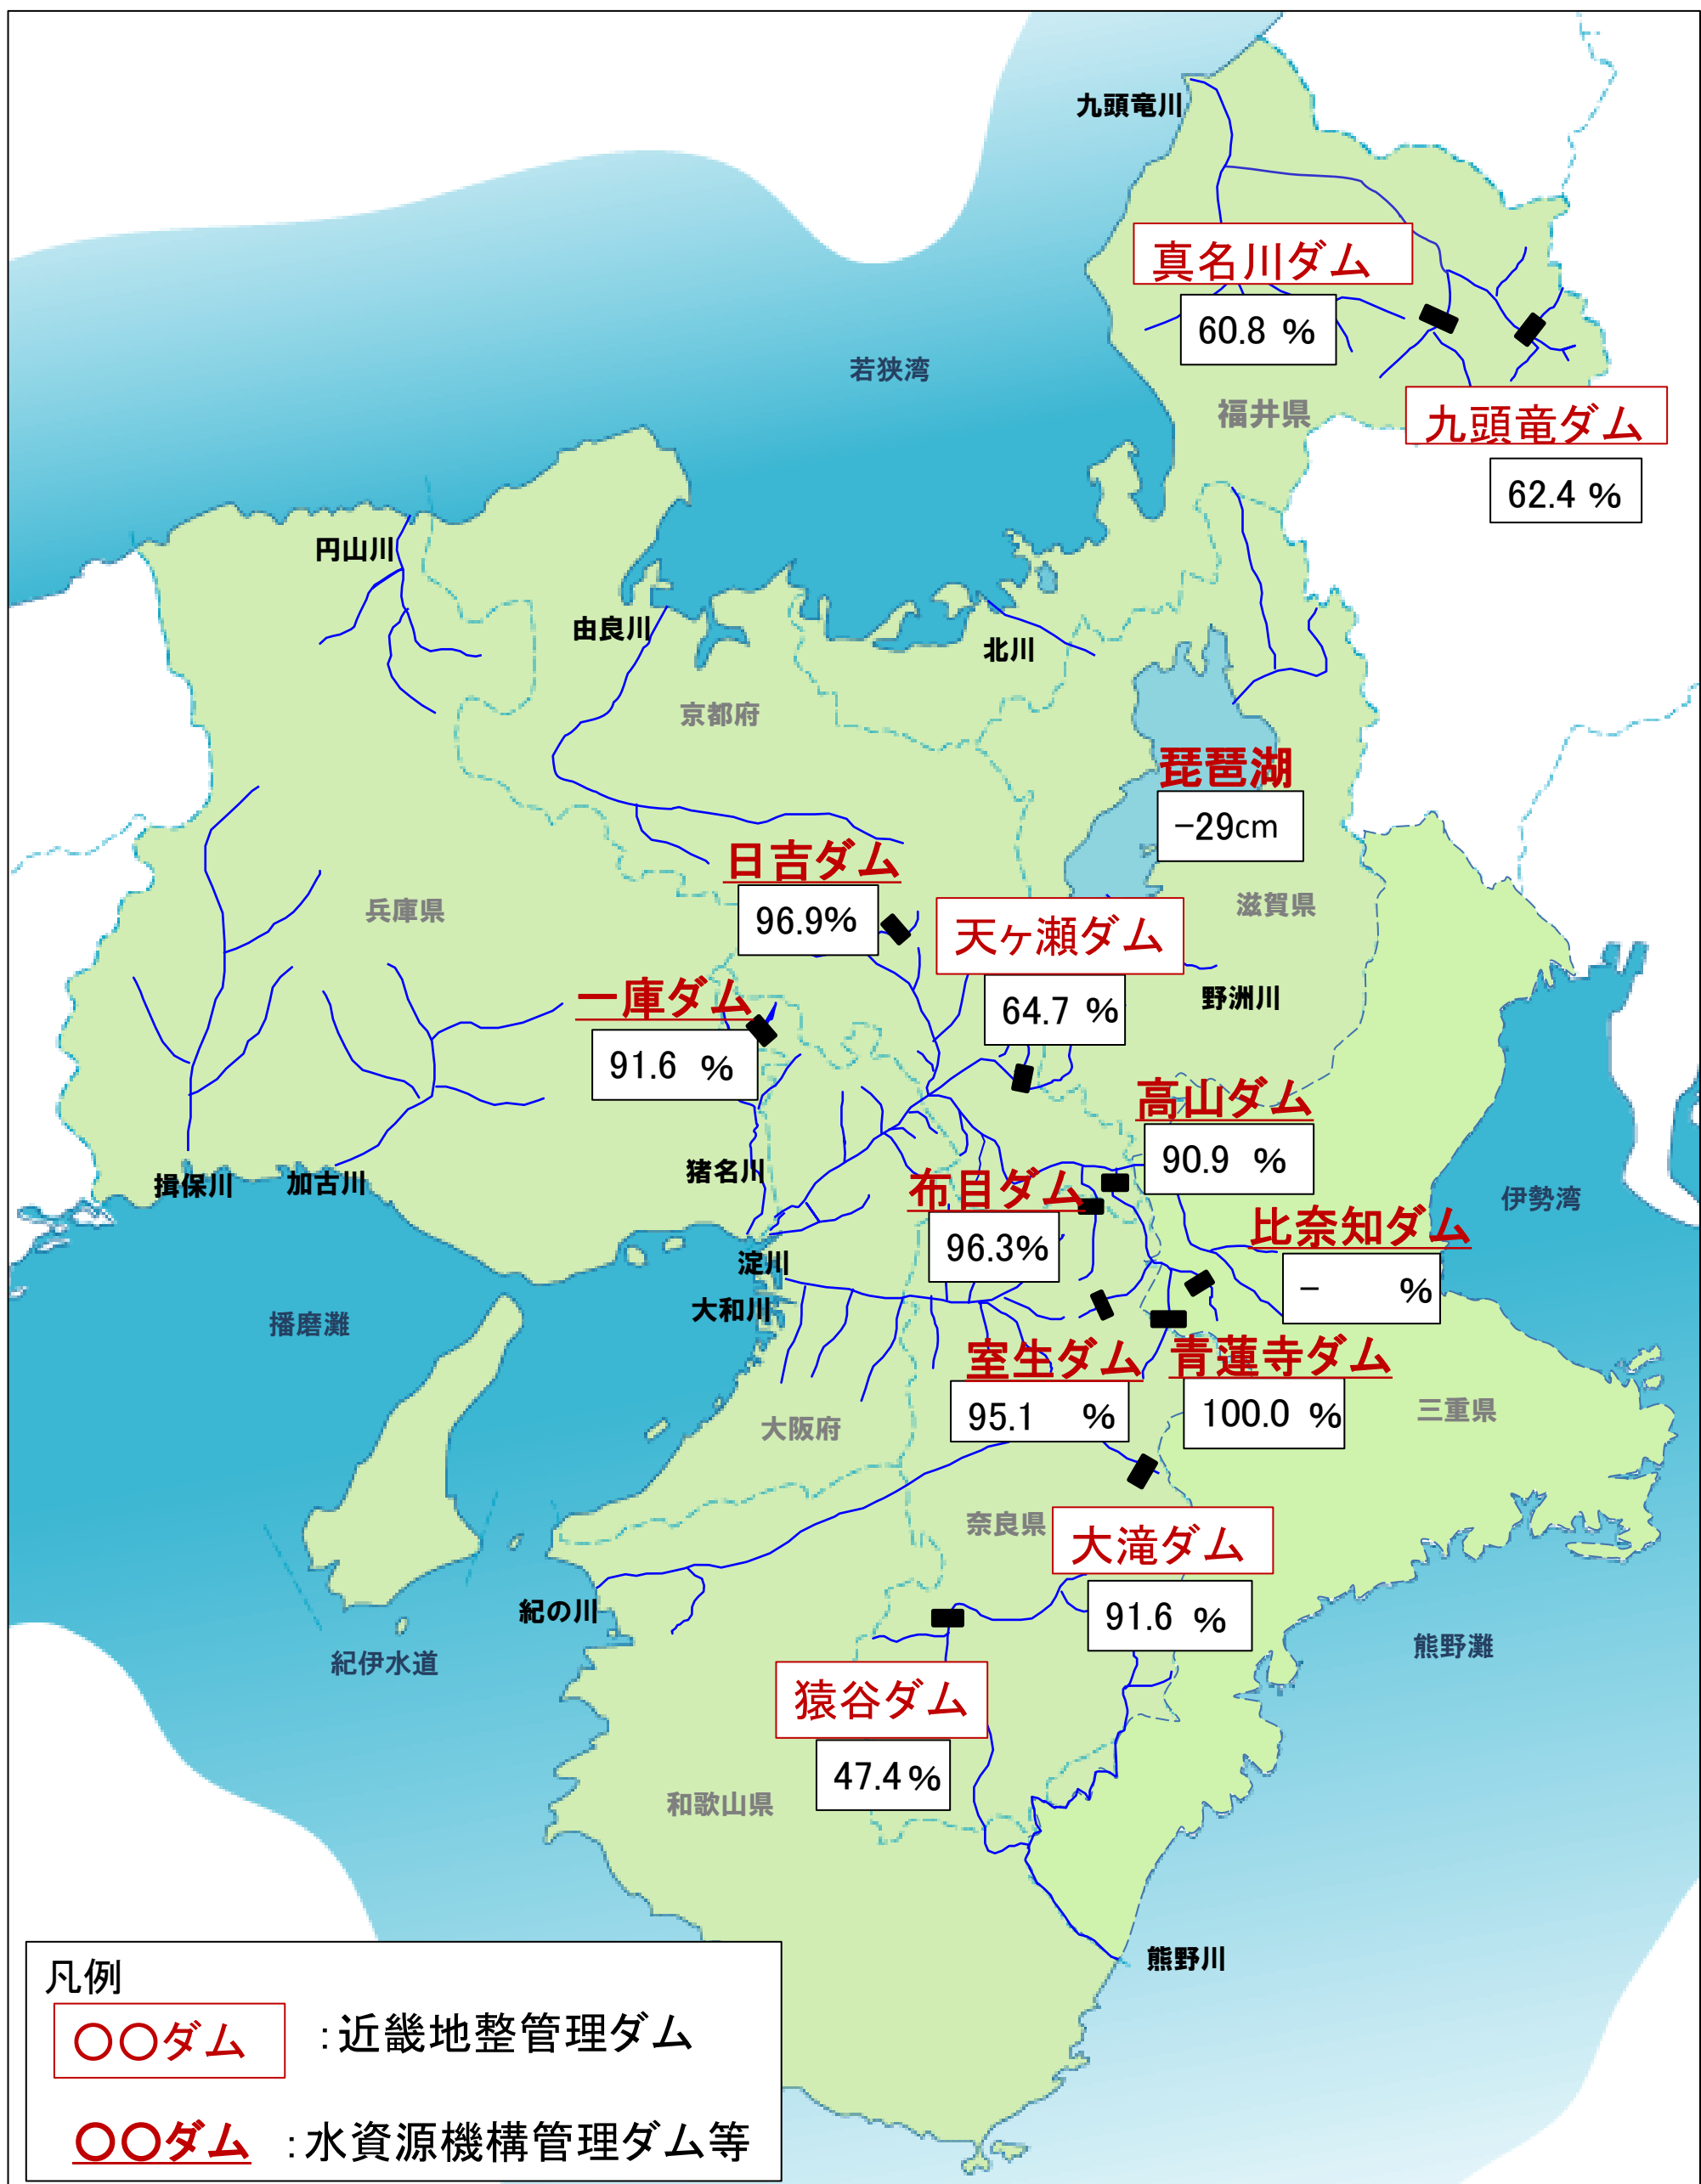 九頭竜川
真名川ダム
60.8 %
若狭湾
福井県
九頭竜ダム
62.4 %
円山川
由良川
北川
京都府
琵琶湖
−29cm
日吉ダム
96.9%
兵庫県
天ヶ瀬ダム
64.7 %
滋賀県
野洲川
一庫ダム
91.6 %
高山ダム
90.9 %
揖保川
加古川
猪名川
布目ダム
96.3%
伊勢湾
比奈知ダム
− %
淀川
大和川
播磨灘
室生ダム
95.1 %
青蓮寺ダム
100.0 %
大阪府
三重県
奈良県
大滝ダム
91.6 %
紀の川
紀伊水道
熊野灘
猿谷ダム
47.4%
和歌山県
熊野川
凡例
〇〇ダム :近畿地整管理ダム
〇〇ダム :水資源機構管理ダム等